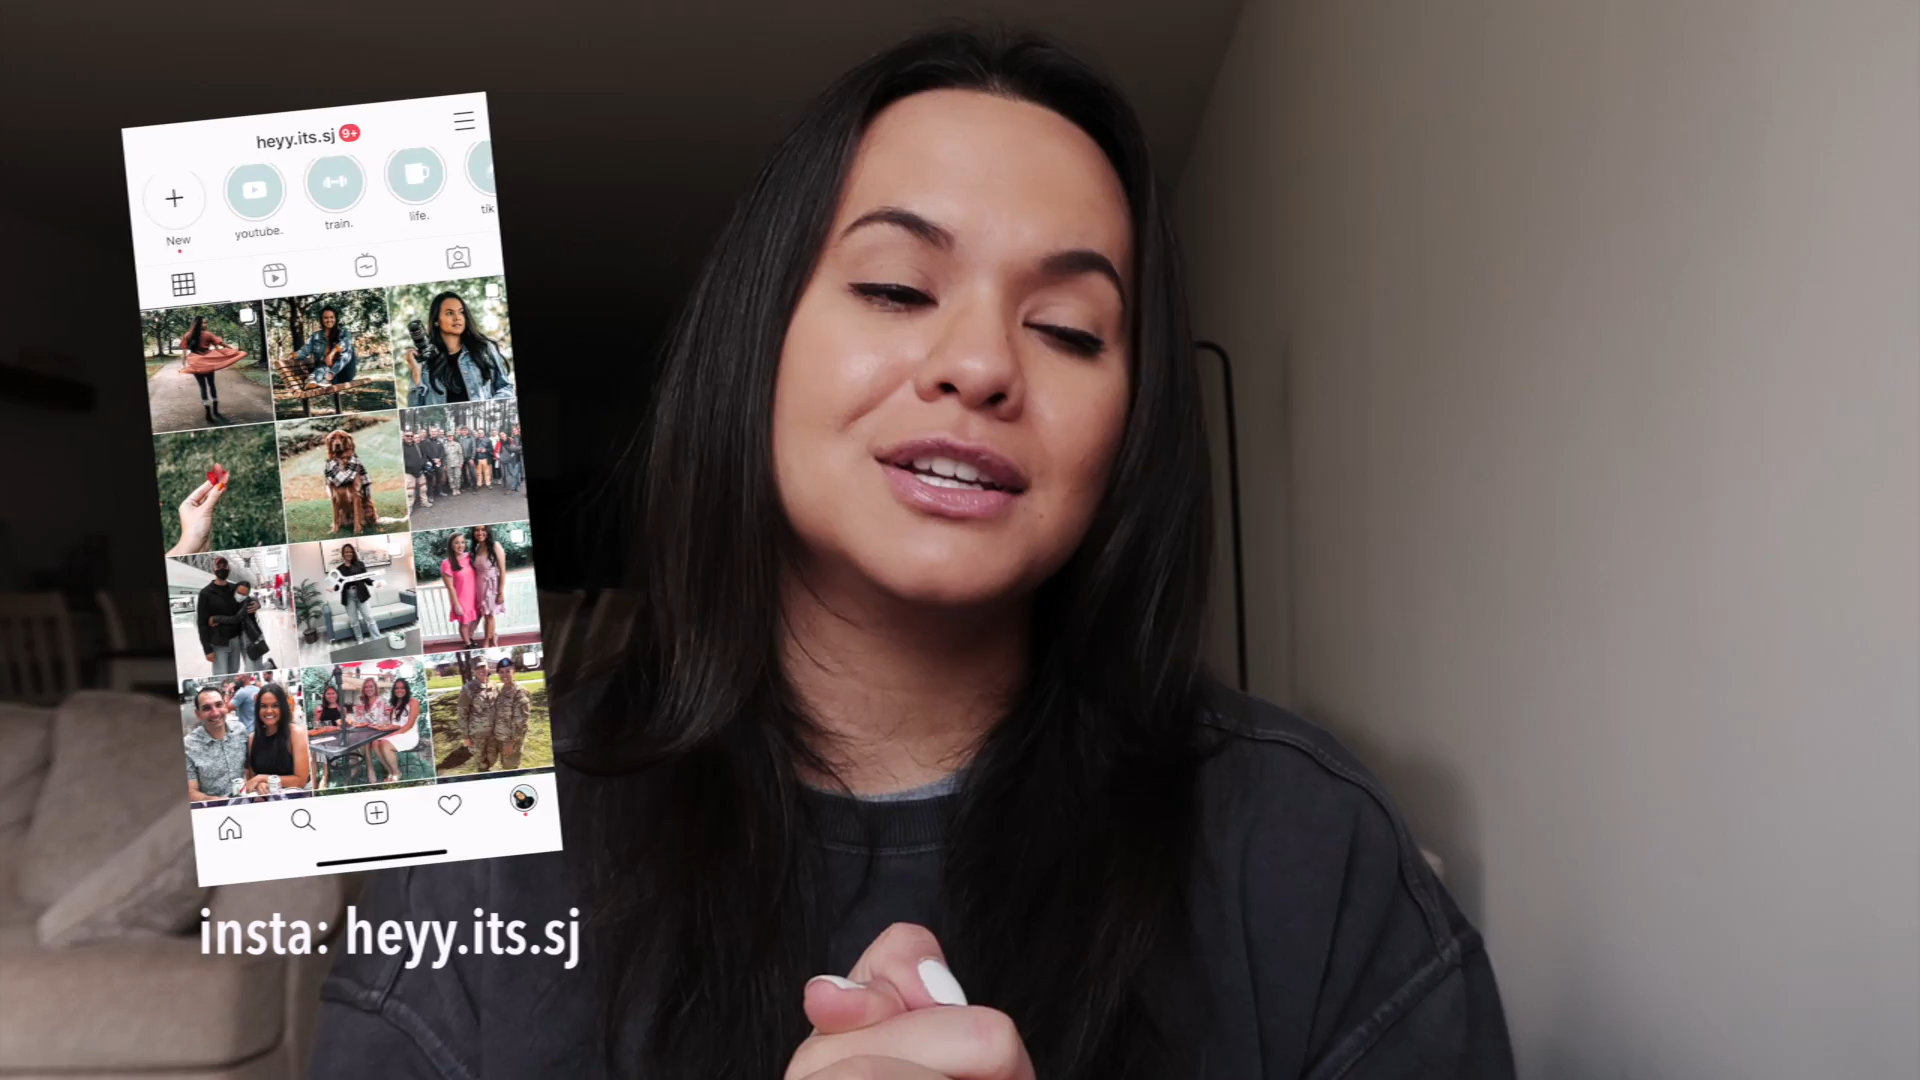 heyy.its.sj 9+
New
youtube.
train.
life.
tik
insta: heyy.its.sj